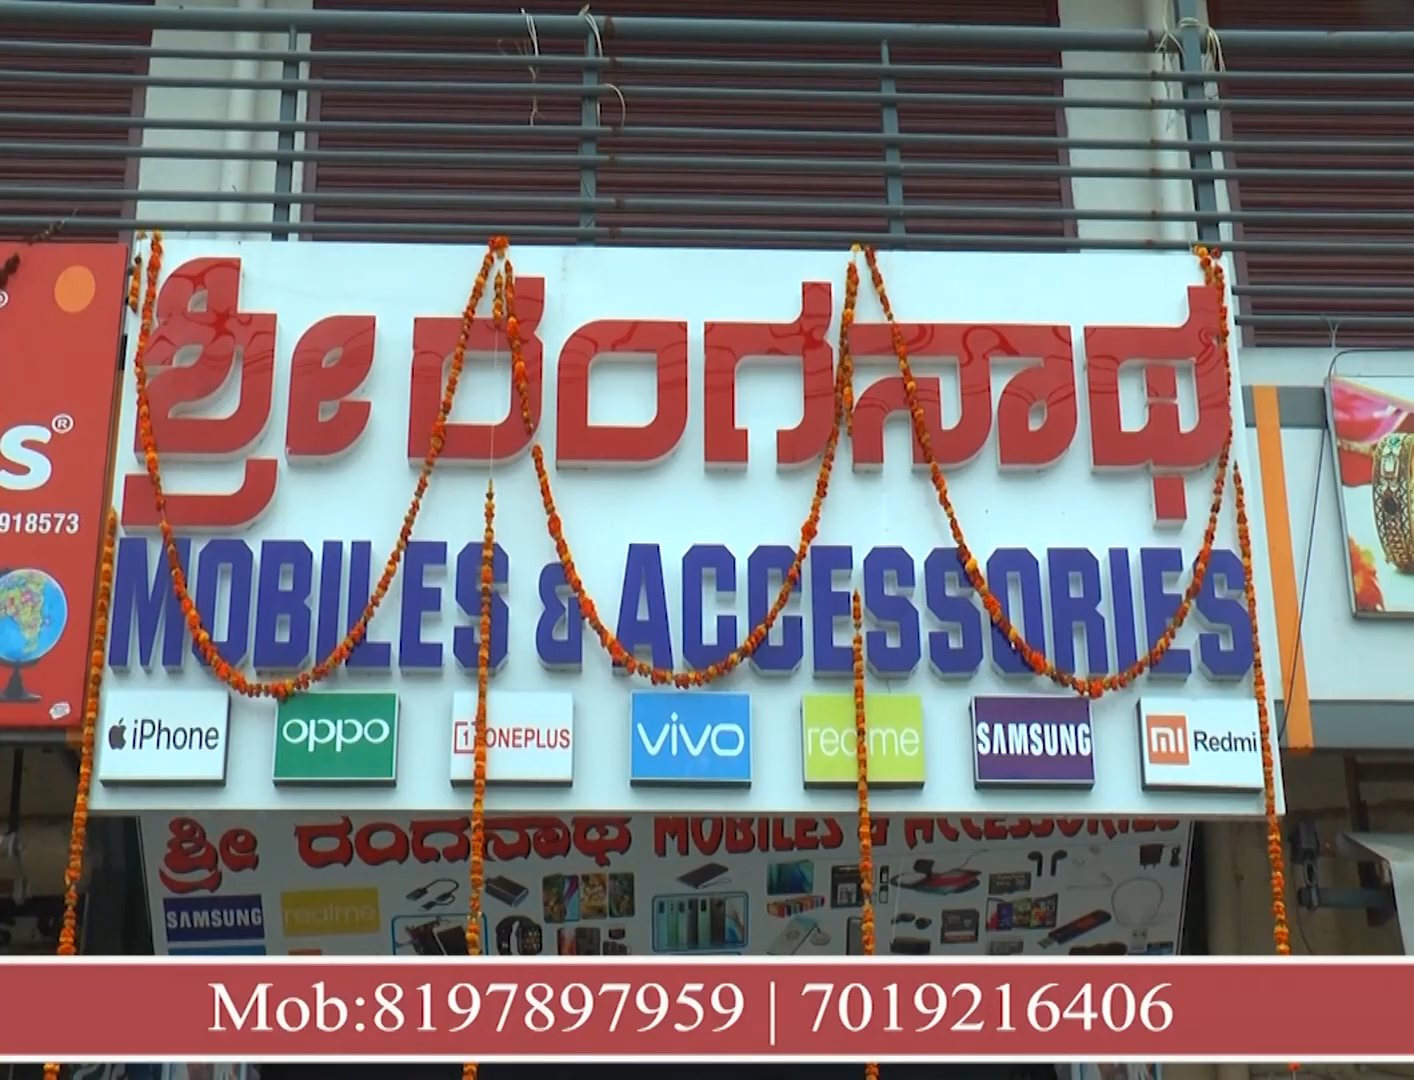 ಶ್ರೀ ರಂಗನಾಥ
MOBILES & ACCESSORIES
iPhone oppo ONEPLUS vivo realme SAMSUNG mi Redmi
S®
918573
ಶ್ರೀ ರಂಗನಾಥ MOBILES & ACCESSORIES
SAMSUNG realme
Mob:8197897959 | 7019216406